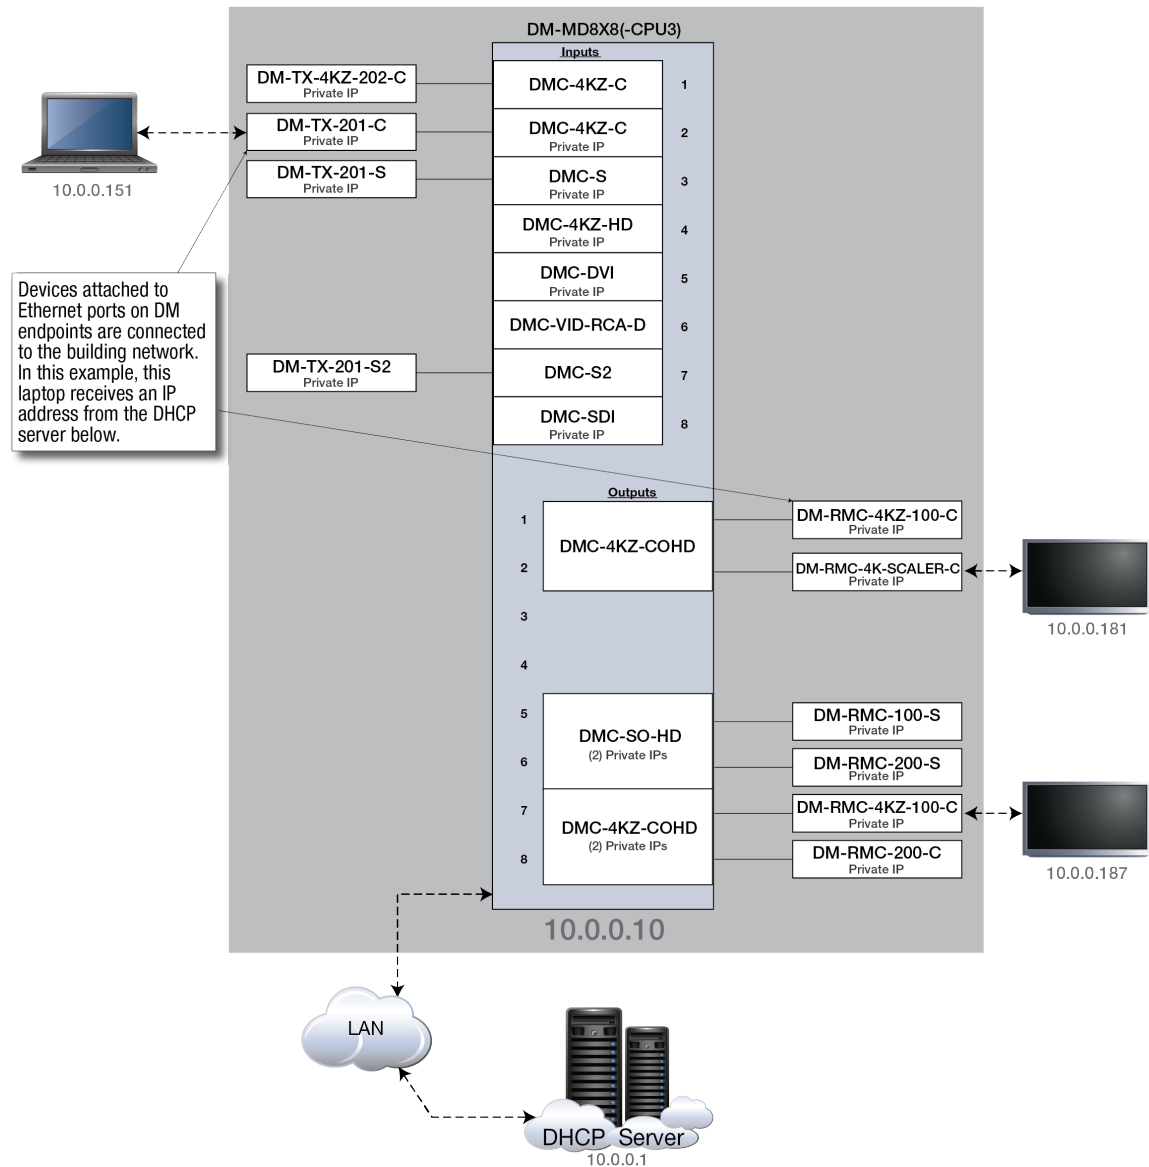 DM-MD8X8(-CPU3)
Inputs
DM-TX-4KZ-202-C
Private IP
DMC-4KZ-C
1
10.0.0.151
DM-TX-201-C
Private IP
DMC-4KZ-C
Private IP
2
DM-TX-201-S
Private IP
DMC-S
Private IP
3
DMC-4KZ-HD
Private IP
4
Devices attached to
Ethernet ports on DM
endpoints are connected
to the building network.
In this example, this
laptop receives an IP
address from the DHCP
server below.
DMC-DVI
Private IP
5
DMC-VID-RCA-D
6
DM-TX-201-S2
Private IP
DMC-S2
7
DMC-SDI
Private IP
8
Outputs
1
2
DMC-4KZ-COHD
DM-RMC-4KZ-100-C
Private IP
DM-RMC-4K-SCALER-C
Private IP
10.0.0.181
3
4
5
6
DMC-SO-HD
(2) Private IPs
DM-RMC-100-S
Private IP
DM-RMC-200-S
Private IP
7
8
DMC-4KZ-COHD
(2) Private IPs
DM-RMC-4KZ-100-C
Private IP
DM-RMC-200-C
Private IP
10.0.0.187
10.0.0.10
LAN
DHCP Server
10.0.0.1